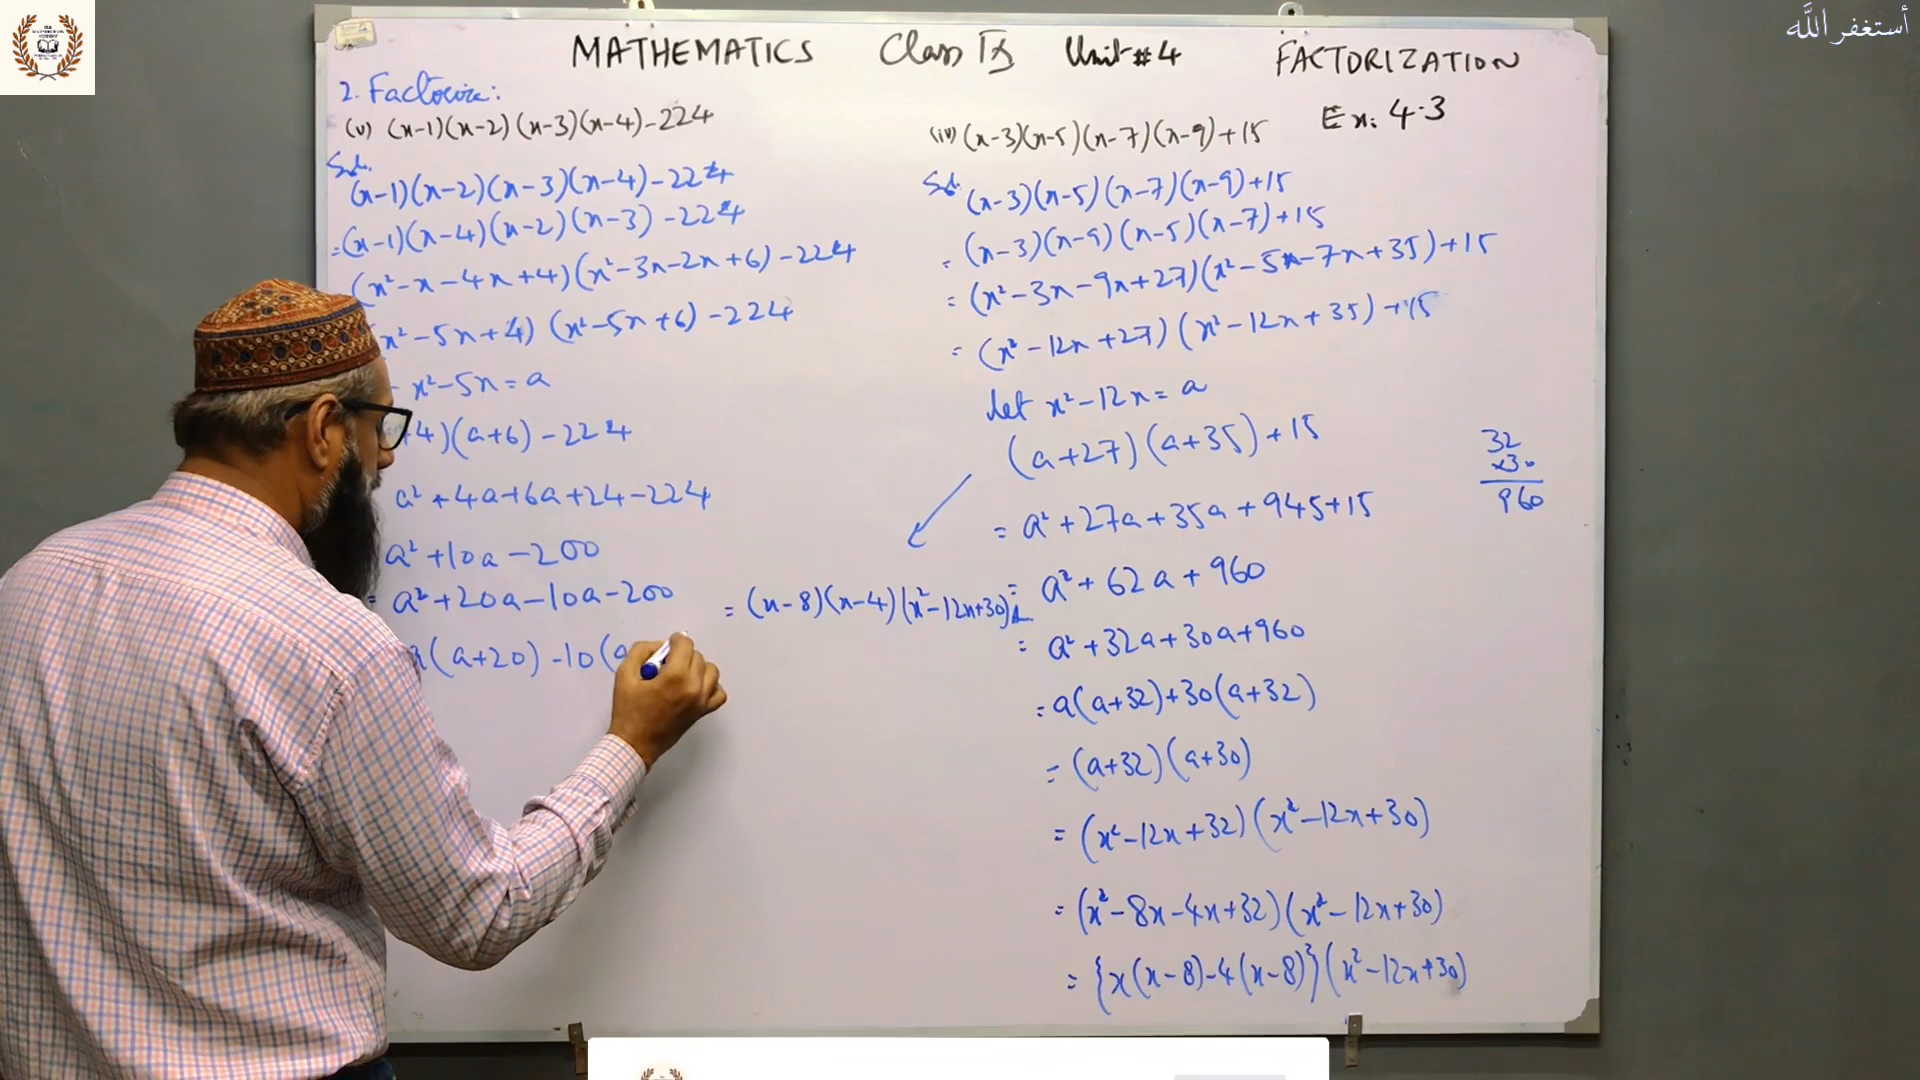 أستغفر الله
MATHEMATICS Class IX Unit #4 FACTORIZATION
Ex: 4.3
2. Factorize:
(v) (x-1)(x-2)(x-3)(x-4)-224
Sol.
(x-1)(x-2)(x-3)(x-4)-224
=(x-1)(x-4)(x-2)(x-3)-224
(x²-x-4x+4)(x²-3x-2x+6)-224
x²-5x+4)(x²-5x+6)-224
x²-5x=a
+4)(a+6)-224
a²+4a+6a+24-224
a²+10a-200
= a²+20a-10a-200
a(a+20)-10(a
(iv) (x-3)(x-5)(x-7)(x-9)+15
Sol. (x-3)(x-5)(x-7)(x-9)+15
= (x-3)(x-9)(x-5)(x-7)+15
= (x²-3x-9x+27)(x²-5x-7x+35)+15
= (x²-12x+27)(x²-12x+35)+15
let x²-12x=a
(a+27)(a+35)+15
= a²+27a+35a+945+15
= a²+62a+960
= a²+32a+30a+960
= a(a+32)+30(a+32)
= (a+32)(a+30)
= (x²-12x+32)(x²-12x+30)
= (x²-8x-4x+32)(x²-12x+30)
= {x(x-8)-4(x-8)}(x²-12x+30)
= (x-8)(x-4)(x²-12x+30)
32
x30
960